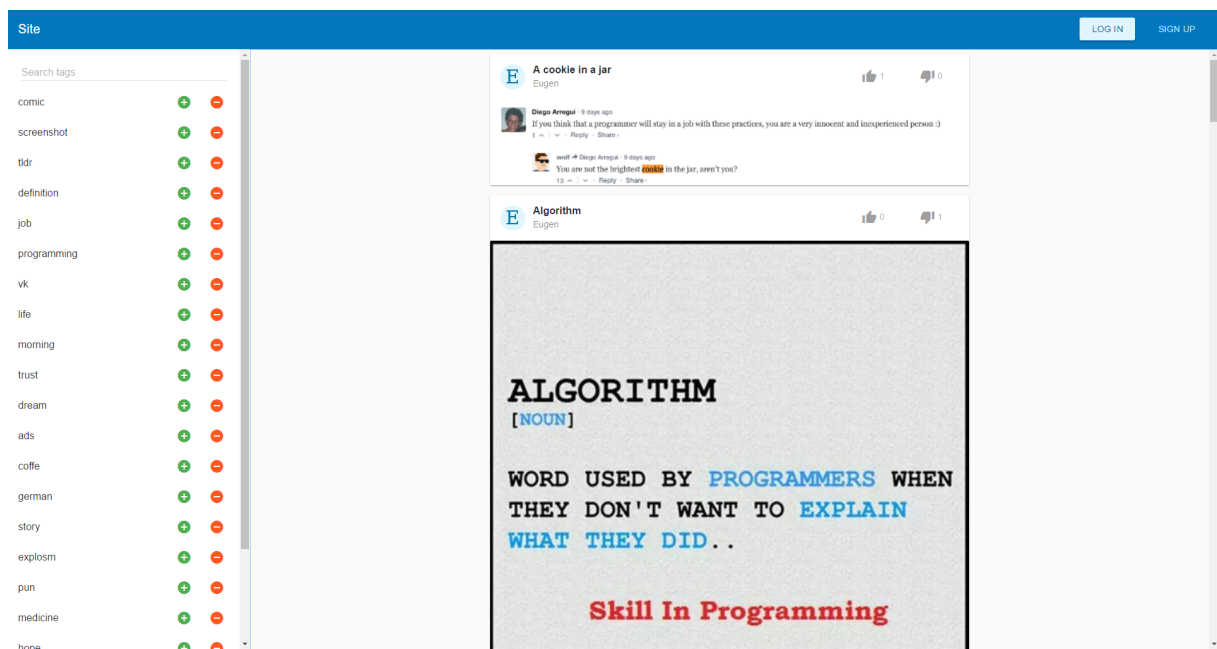 Site
LOG IN
SIGN UP
Search tags
comic
screenshot
tldr
definition
job
programming
vk
life
morning
trust
dream
ads
coffe
german
story
explosm
pun
medicine
hope
E
A cookie in a jar
Eugen
1
0
Diego Arregui · 9 days ago
If you think that a programmer will stay in a job with these practices, you are a very innocent and inexperienced person :)
1 · Reply · Share ›
wolf Diego Arregui · 9 days ago
You are not the brightest cookie in the jar, aren't you?
13 · Reply · Share ›
E
Algorithm
Eugen
0
1
ALGORITHM
[NOUN]
WORD USED BY PROGRAMMERS WHEN
THEY DON'T WANT TO EXPLAIN
WHAT THEY DID..
Skill In Programming